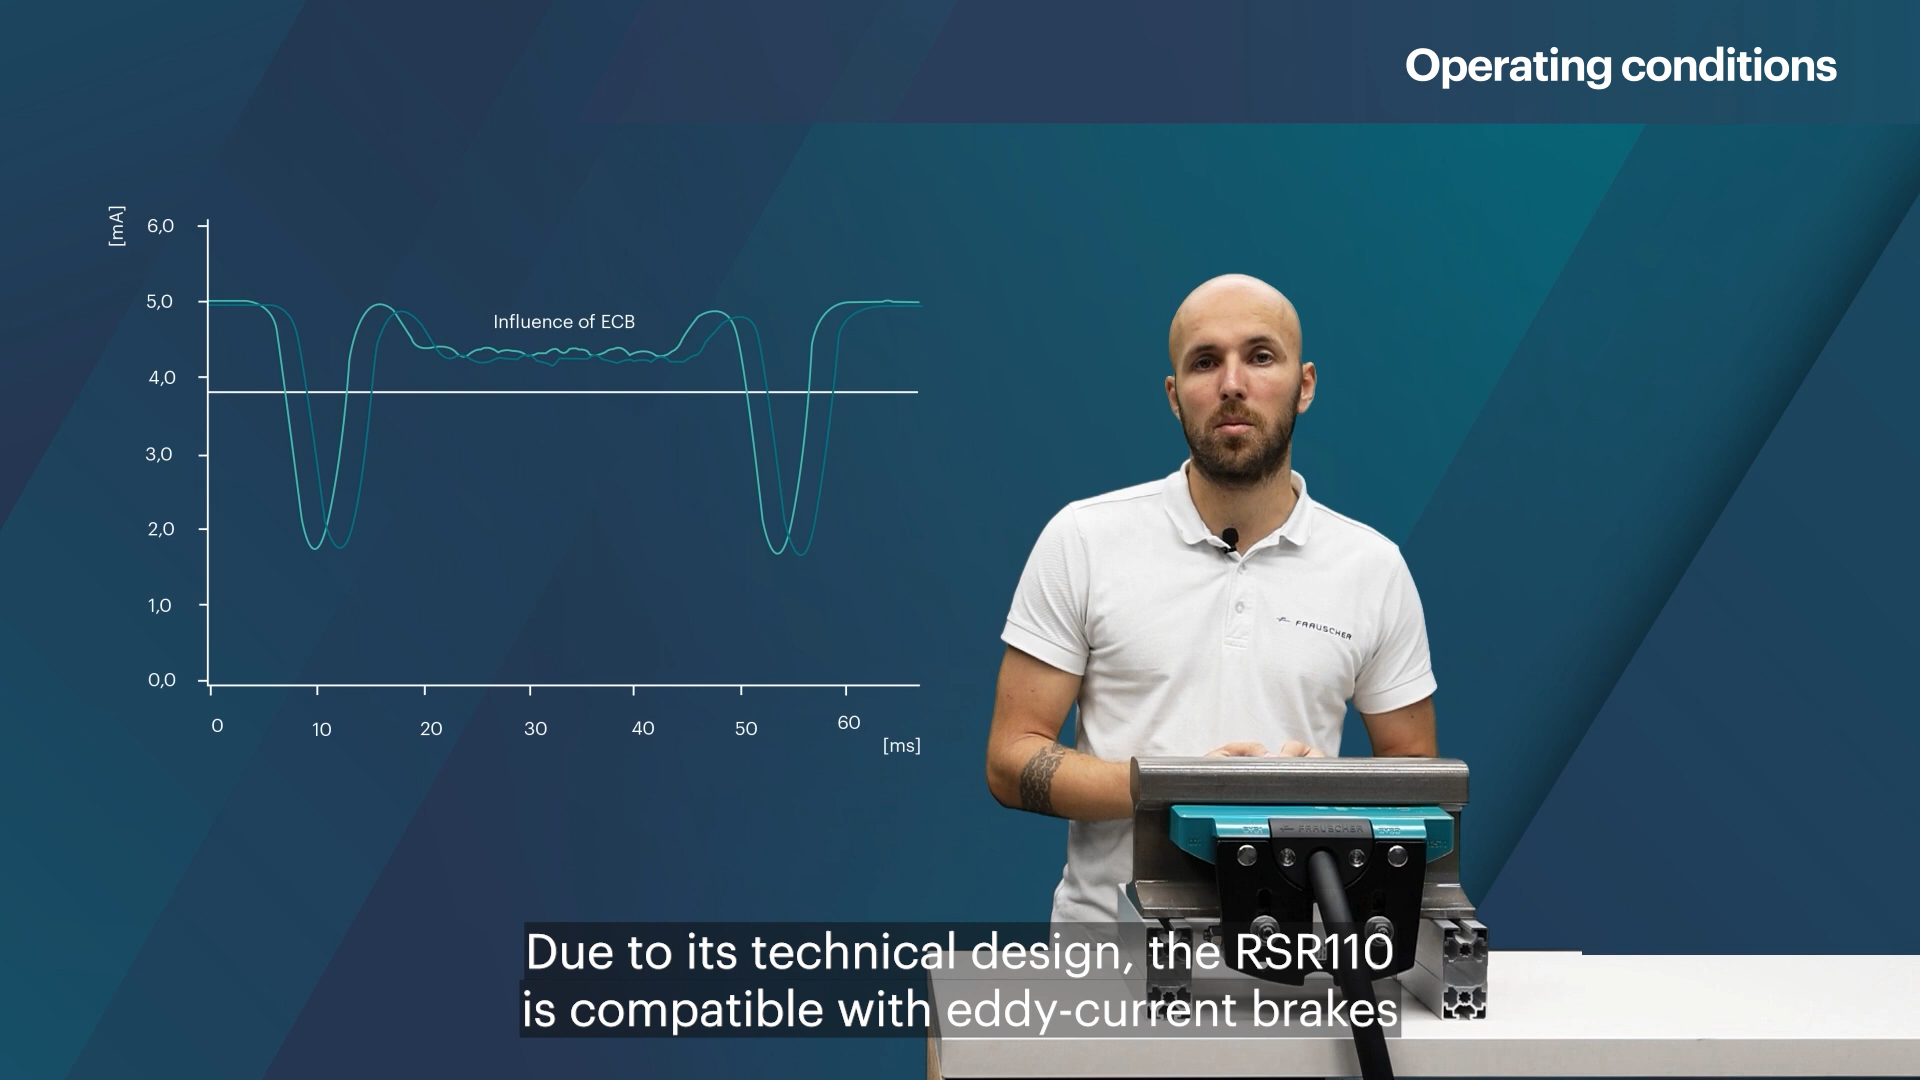 Operating conditions
[mA]
6,0
5,0
4,0
3,0
2,0
1,0
0,0
Influence of ECB
0
10
20
30
40
50
60
[ms]
FRAUSCHER
FRAUSCHER
Due to its technical design, the RSR110
is compatible with eddy-current brakes